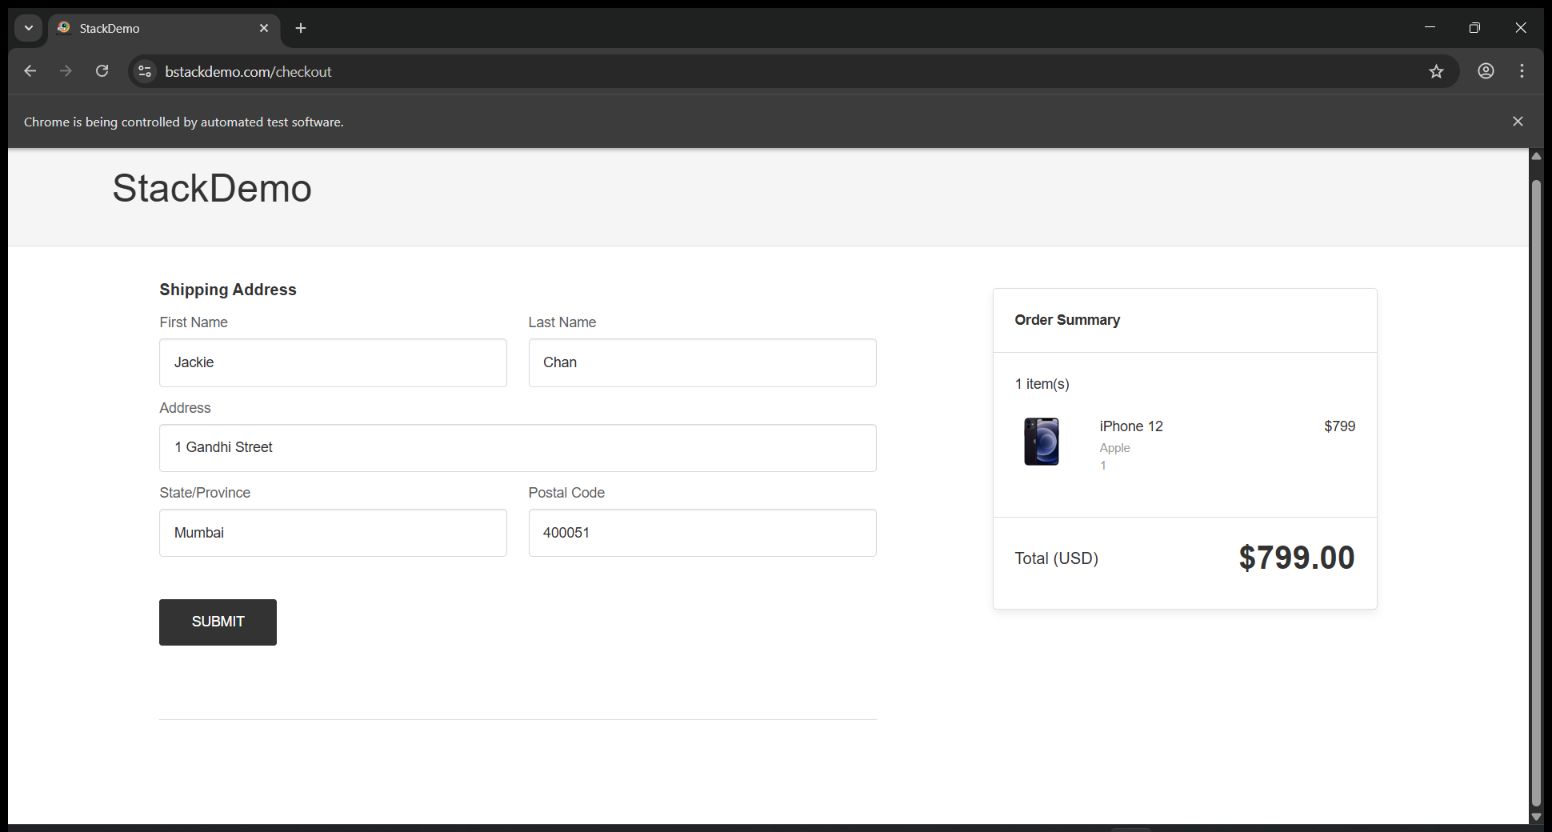 StackDemo
bstackdemo.com/checkout
Chrome is being controlled by automated test software.
StackDemo
Shipping Address
First Name
Last Name
Jackie
Chan
Address
1 Gandhi Street
State/Province
Postal Code
Mumbai
400051
SUBMIT
Order Summary
1 item(s)
iPhone 12
$799
Apple
1
Total (USD)
$799.00